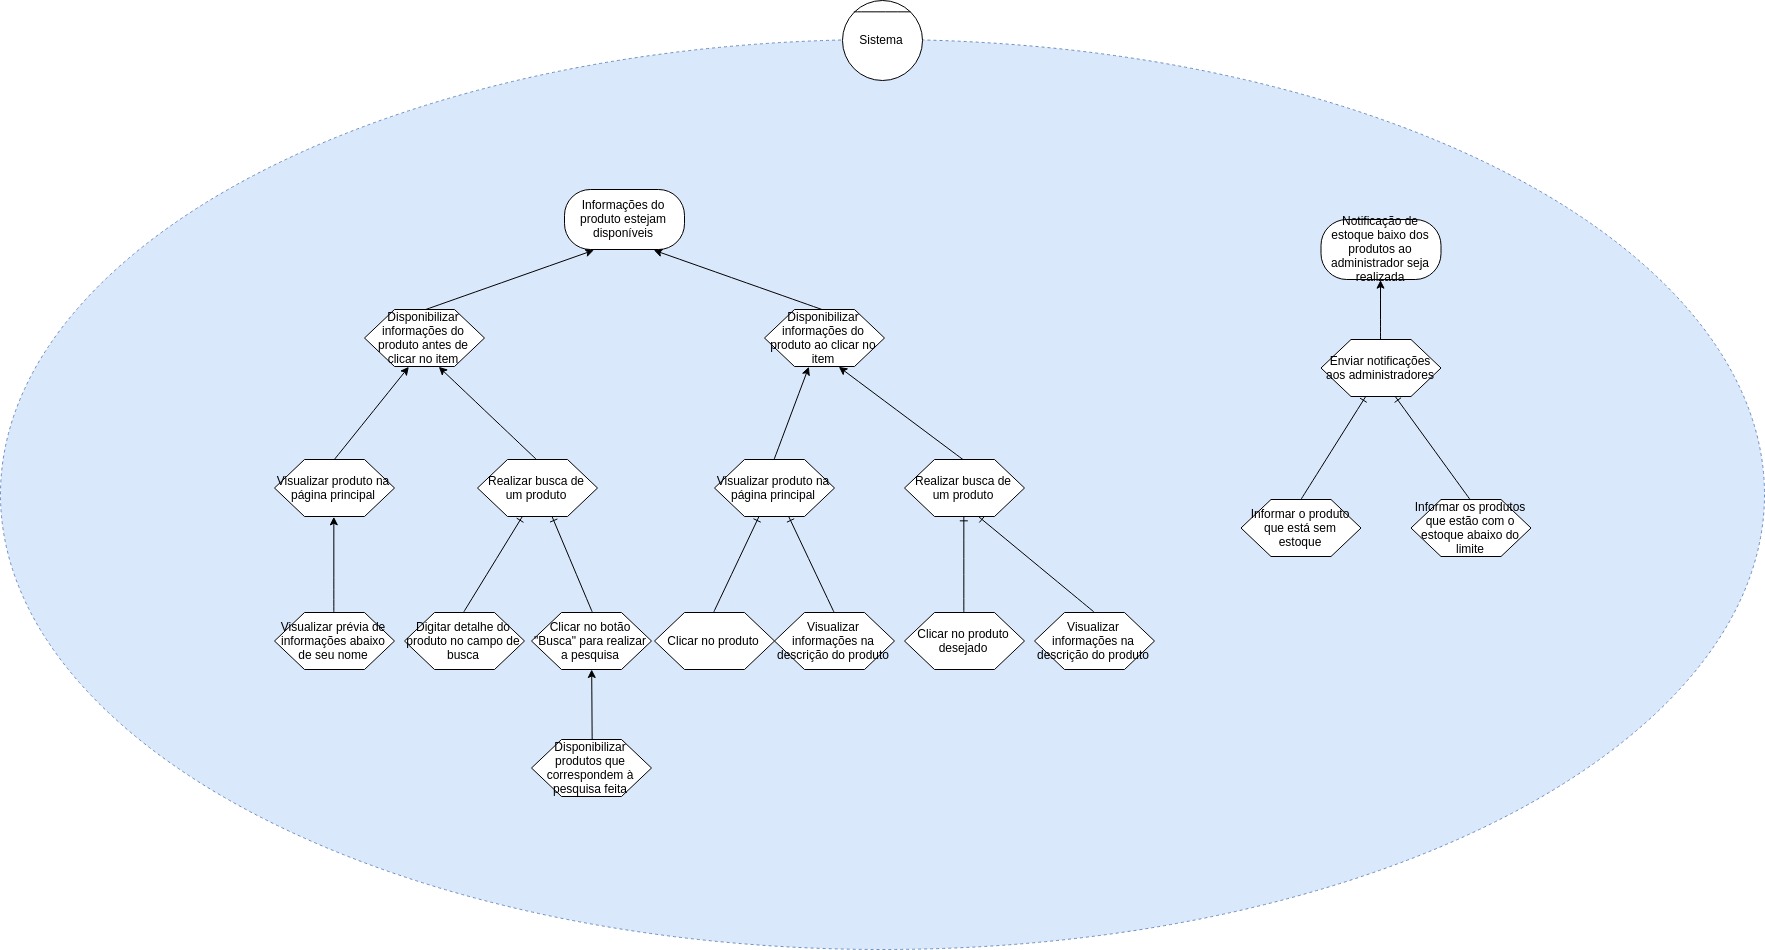 Sistema
Informações do
produto estejam
disponíveis
Notificação de
estoque baixo dos
produtos ao
administrador seja
realizada
Disponibilizar
informações do
produto antes de
clicar no item
Disponibilizar
informações do
produto ao clicar no
item
Enviar notificações
aos administradores
Visualizar produto na
página principal
Realizar busca de
um produto
Visualizar produto na
página principal
Realizar busca de
um produto
Informar o produto
que está sem
estoque
Informar os produtos
que estão com o
estoque abaixo do
limite
Visualizar prévia de
informações abaixo
de seu nome
Digitar detalhe do
produto no campo de
busca
Clicar no botão
"Busca" para realizar
a pesquisa
Clicar no produto
Visualizar
informações na
descrição do produto
Clicar no produto
desejado
Visualizar
informações na
descrição do produto
Disponibilizar
produtos que
correspondem à
pesquisa feita